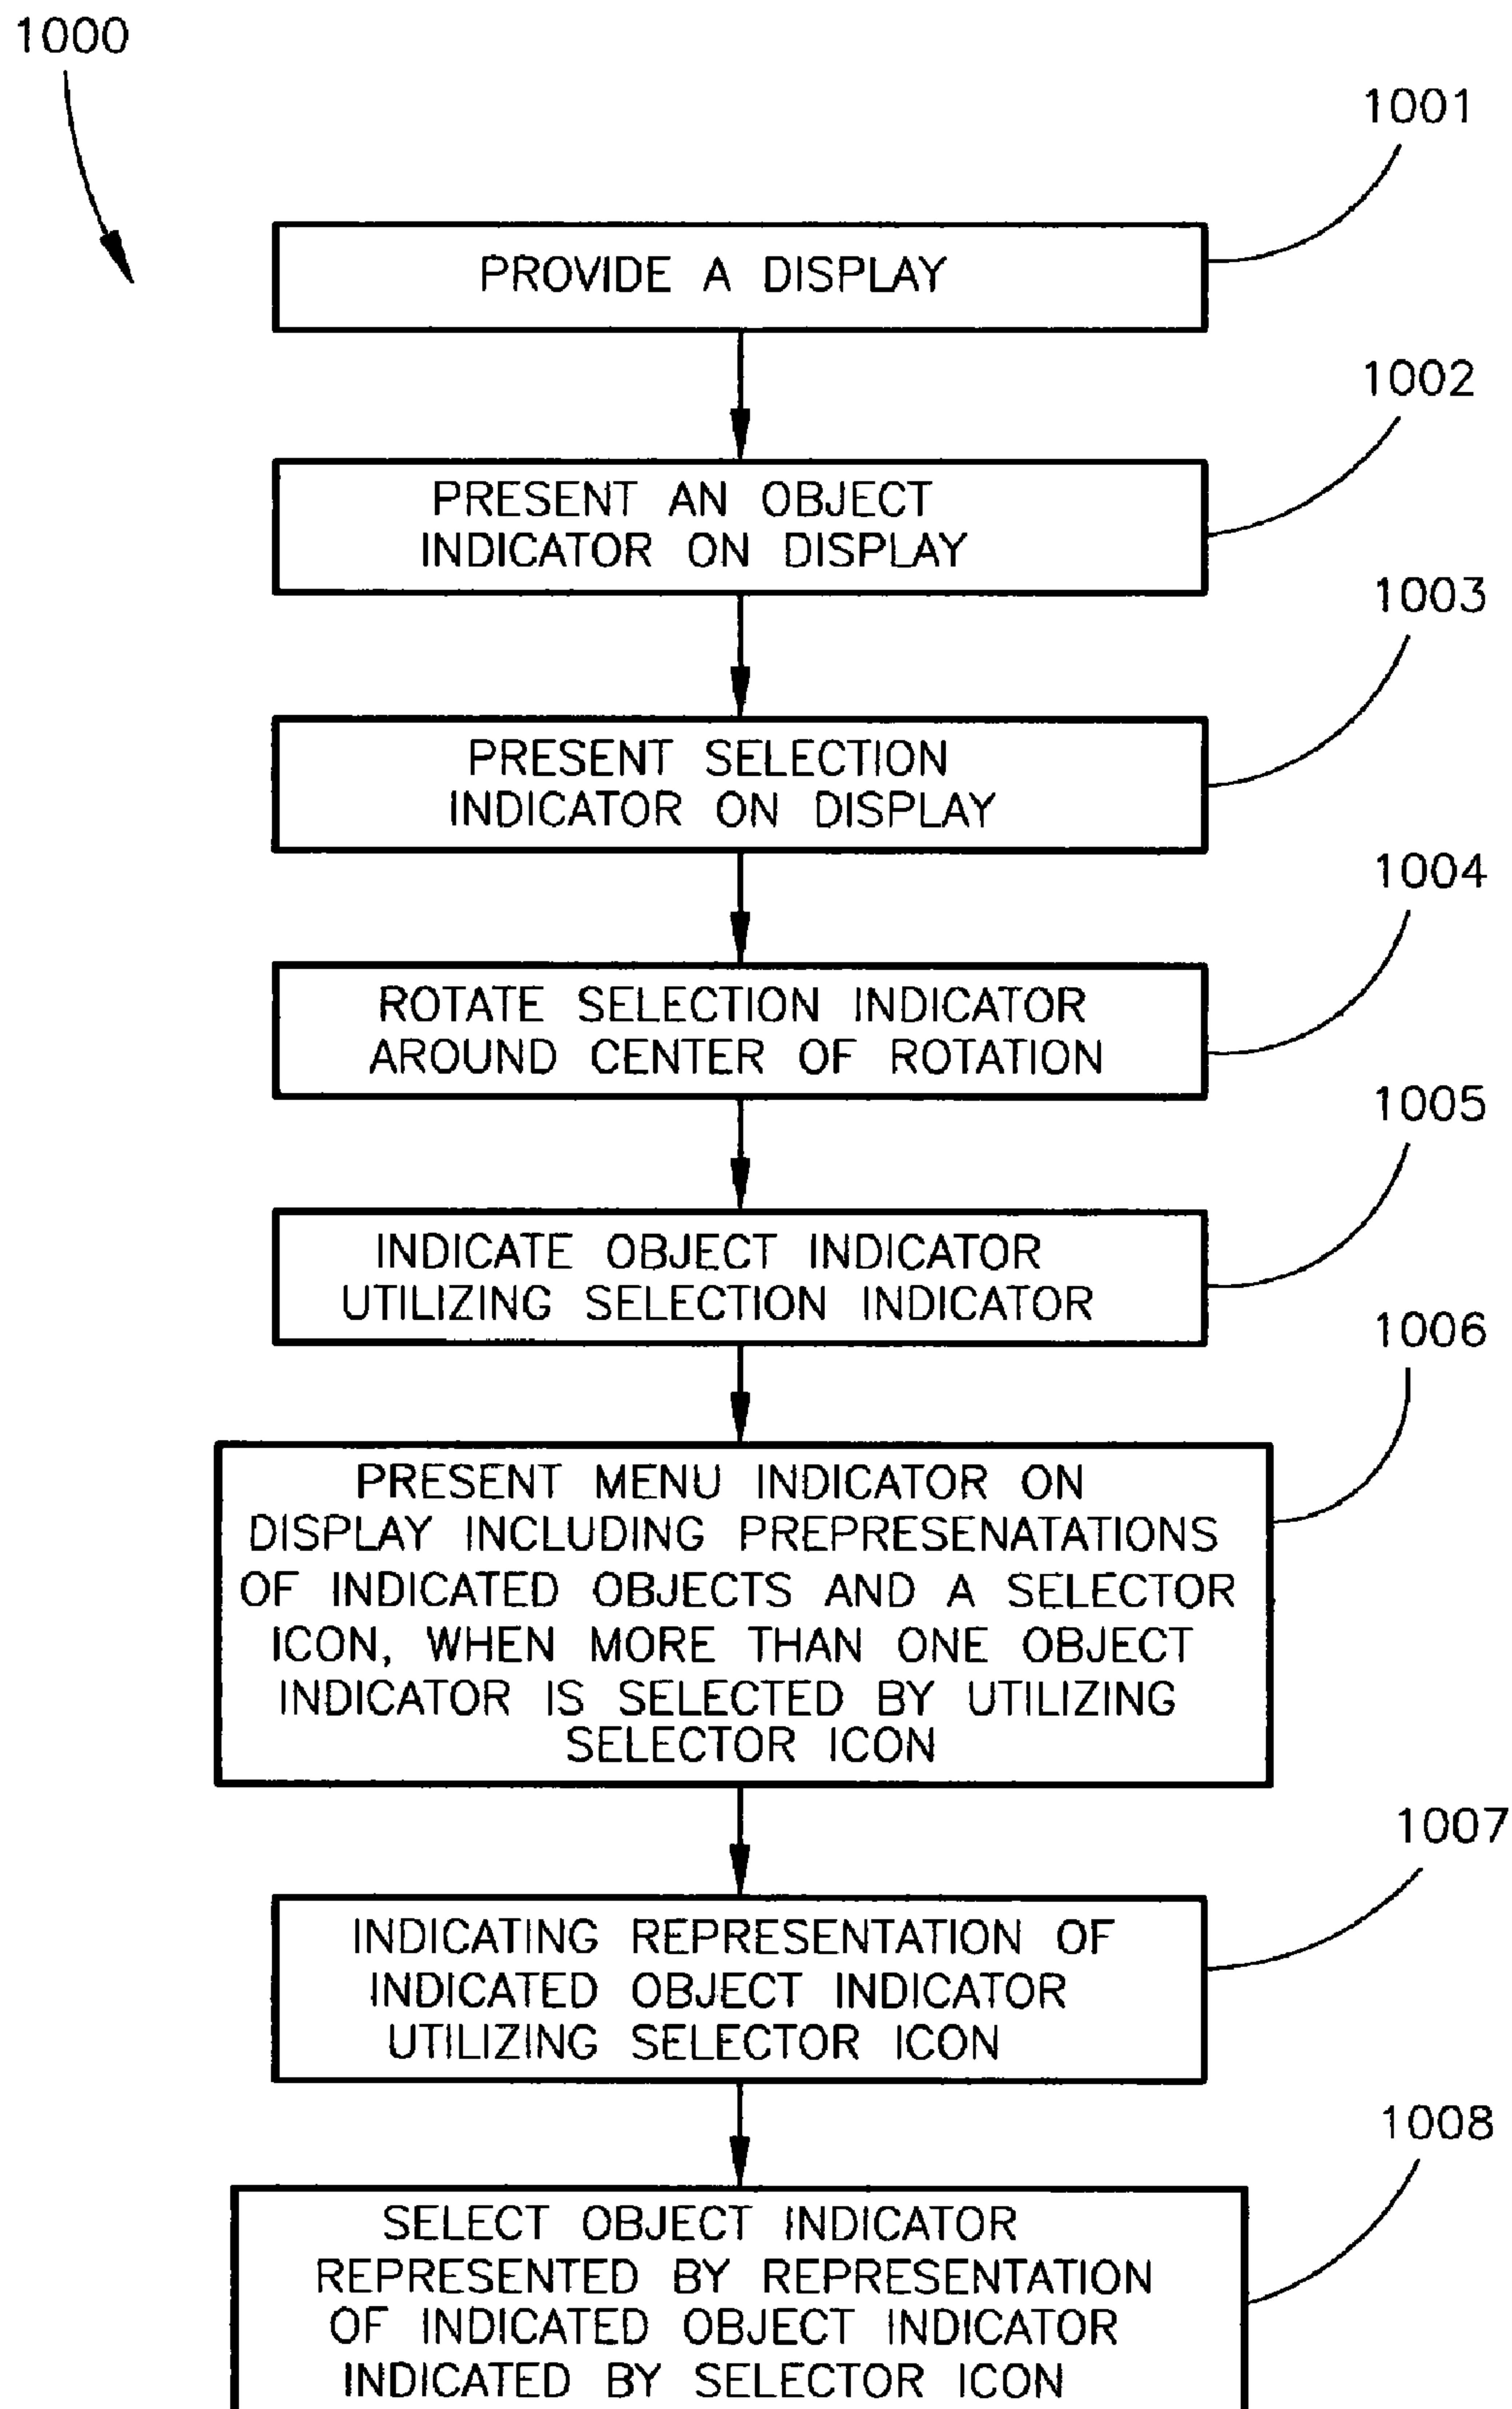 1000
1001
PROVIDE A DISPLAY
1002
PRESENT AN OBJECT
INDICATOR ON DISPLAY
1003
PRESENT SELECTION
INDICATOR ON DISPLAY
1004
ROTATE SELECTION INDICATOR
AROUND CENTER OF ROTATION
1005
INDICATE OBJECT INDICATOR
UTILIZING SELECTION INDICATOR
1006
PRESENT MENU INDICATOR ON
DISPLAY INCLUDING PREPRESENATATIONS
OF INDICATED OBJECTS AND A SELECTOR
ICON, WHEN MORE THAN ONE OBJECT
INDICATOR IS SELECTED BY UTILIZING
SELECTOR ICON
1007
INDICATING REPRESENTATION OF
INDICATED OBJECT INDICATOR
UTILIZING SELECTOR ICON
1008
SELECT OBJECT INDICATOR
REPRESENTED BY REPRESENTATION
OF INDICATED OBJECT INDICATOR
INDICATED BY SELECTOR ICON